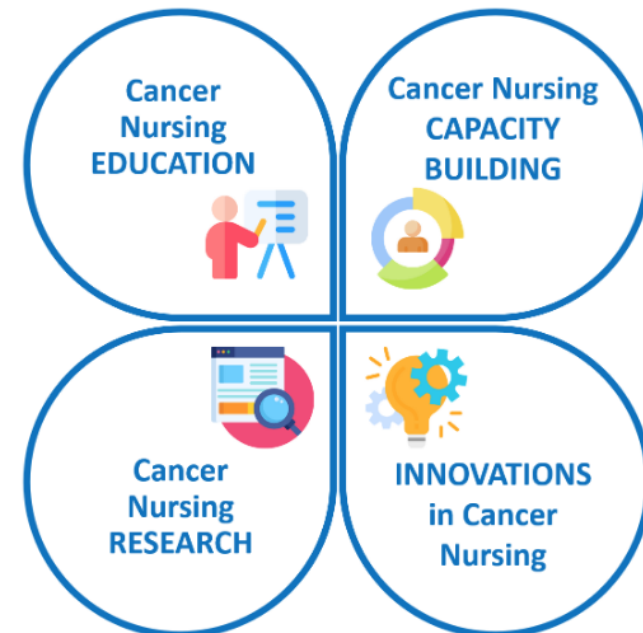 Cancer
Nursing
EDUCATION
Cancer Nursing
CAPACITY
BUILDING
Cancer
Nursing
RESEARCH
INNOVATIONS
in Cancer
Nursing